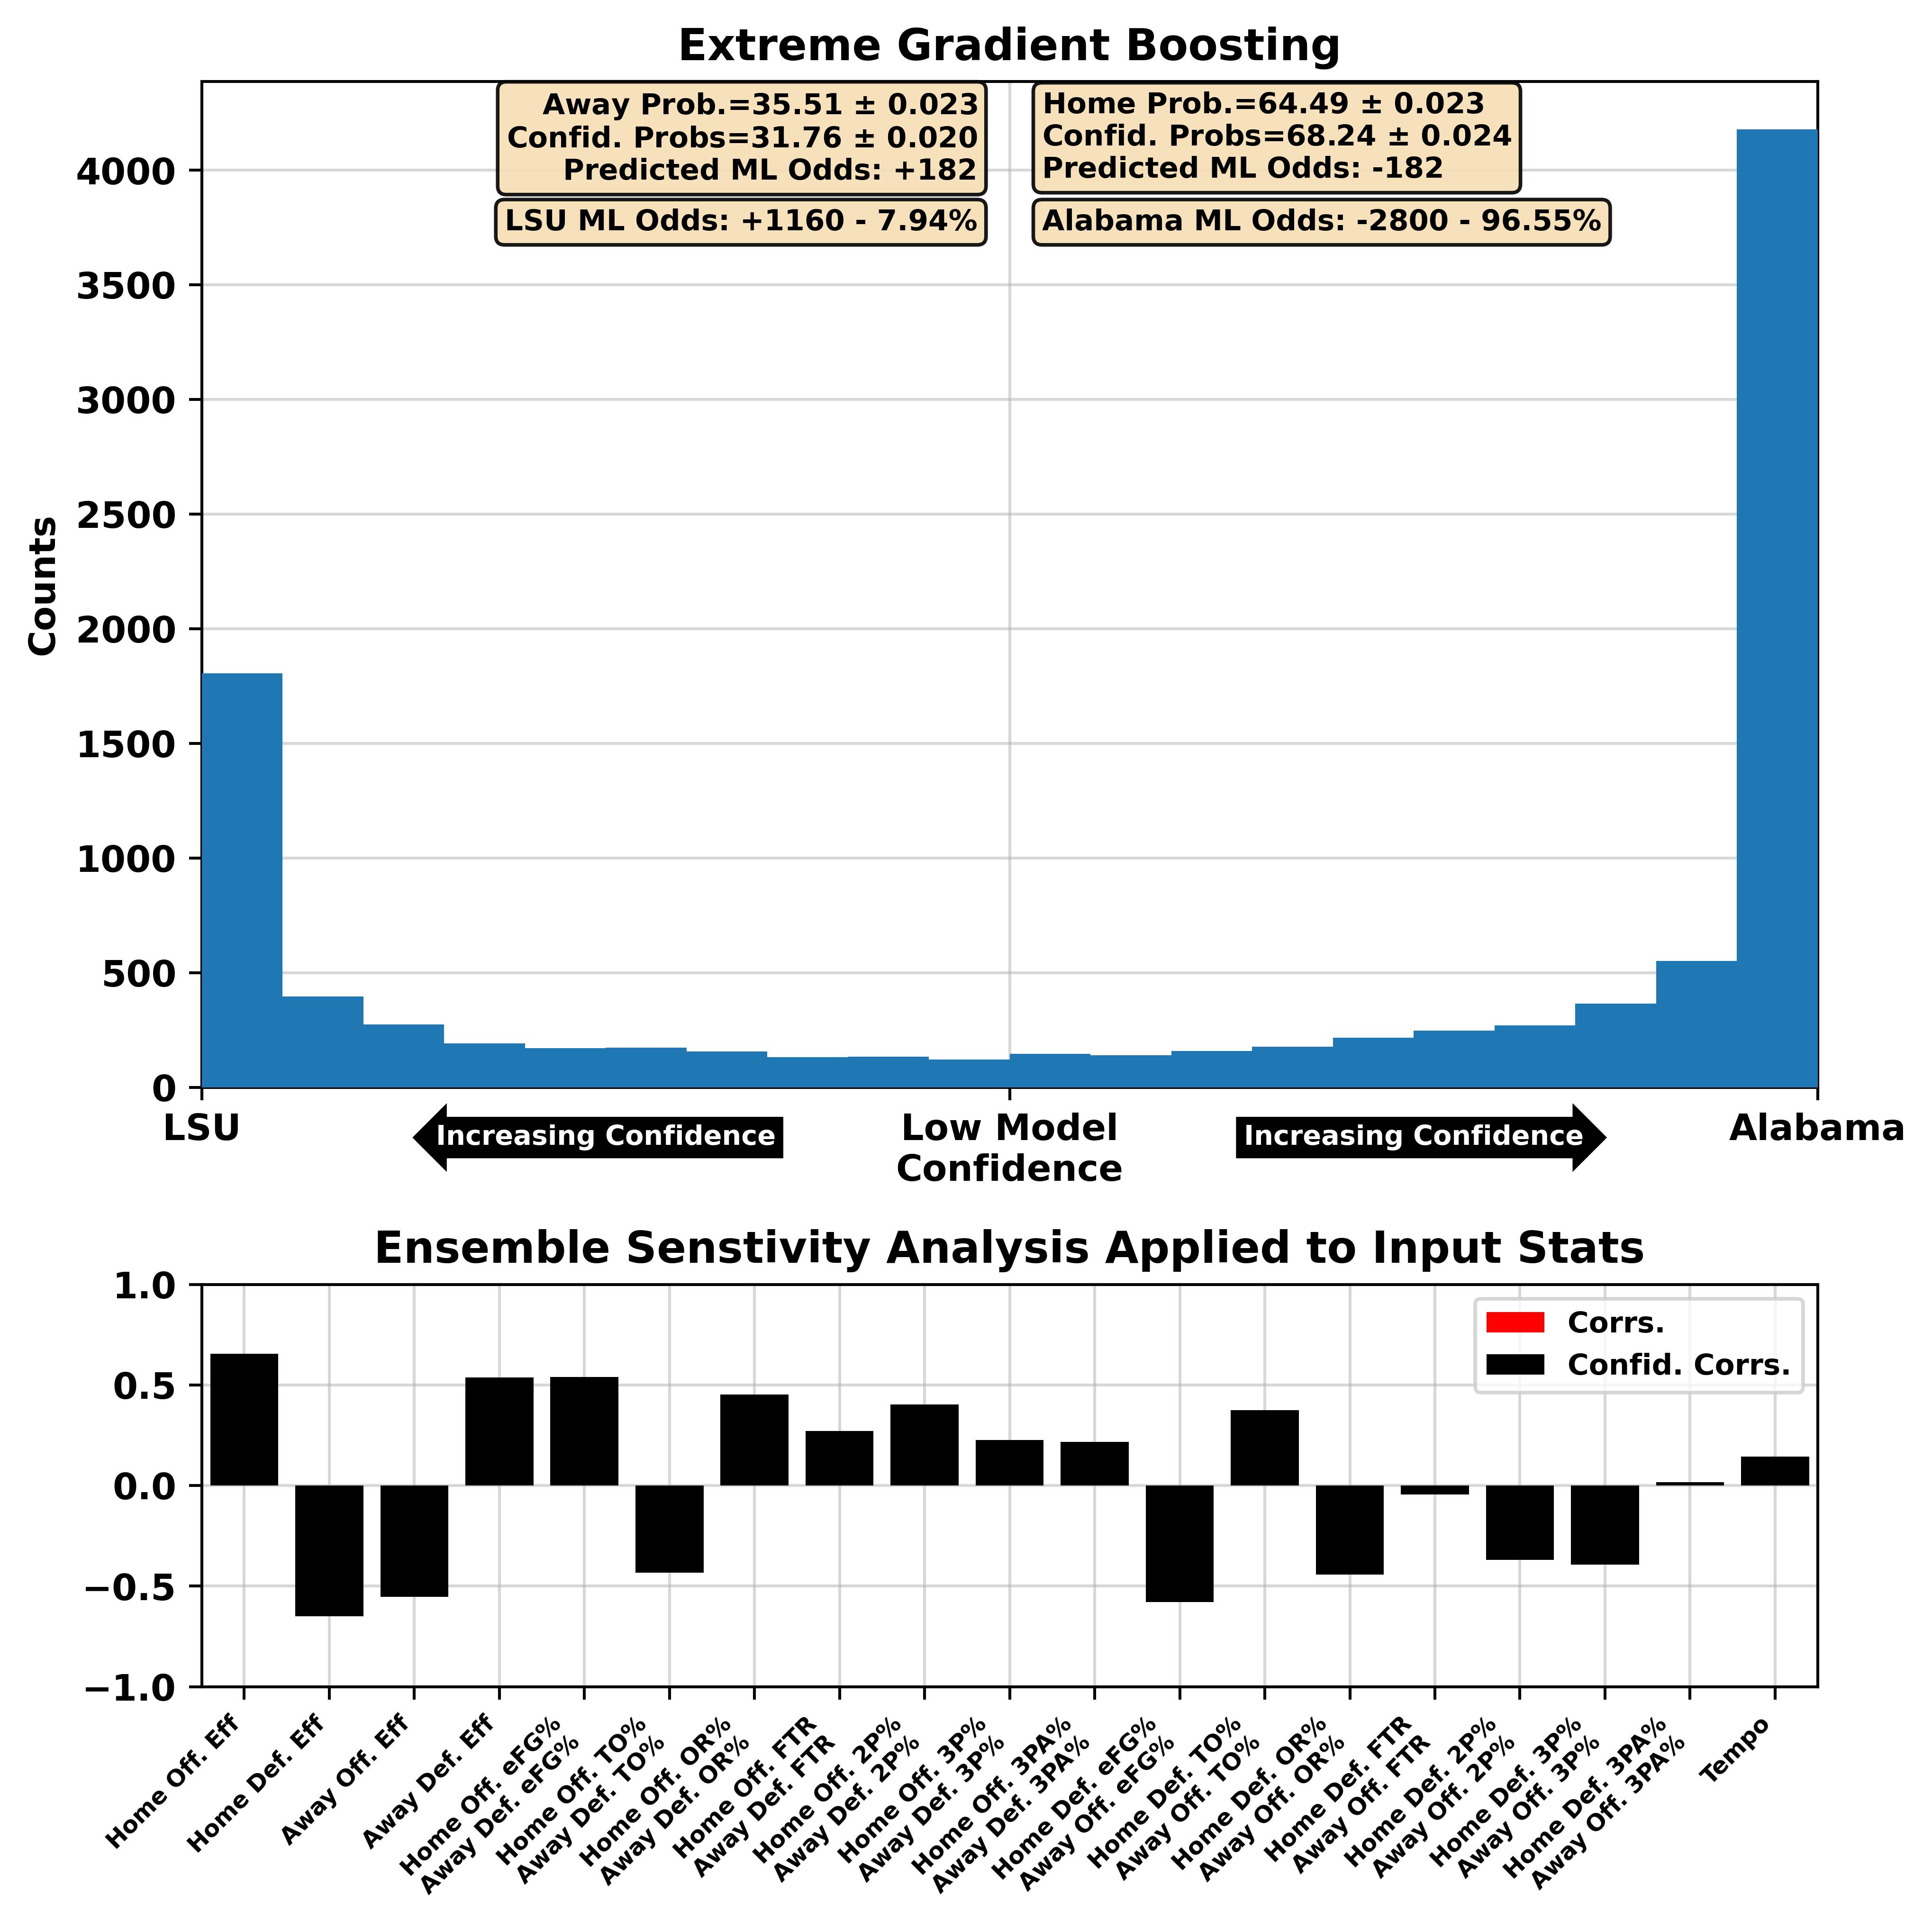 Extreme Gradient Boosting
Away Prob.=35.51 ± 0.023
Confid. Probs=31.76 ± 0.020
Predicted ML Odds: +182
LSU ML Odds: +1160 - 7.94%
Home Prob.=64.49 ± 0.023
Confid. Probs=68.24 ± 0.024
Predicted ML Odds: -182
Alabama ML Odds: -2800 - 96.55%
Counts
4000
3500
3000
2500
2000
1500
1000
500
0
LSU
Increasing Confidence
Low Model
Confidence
Increasing Confidence
Alabama
Ensemble Senstivity Analysis Applied to Input Stats
1.0
0.5
0.0
−0.5
−1.0
Corrs.
Confid. Corrs.
Home Off. Eff
Home Def. Eff
Away Off. Eff
Away Def. Eff
Home Off. eFG%
Away Def. eFG%
Home Off. TO%
Away Def. TO%
Home Off. OR%
Away Def. OR%
Home Off. FTR
Away Def. FTR
Home Off. 2P%
Away Def. 2P%
Home Off. 3P%
Away Def. 3P%
Home Off. 3PA%
Away Def. 3PA%
Home Def. eFG%
Away Off. eFG%
Home Def. TO%
Away Off. TO%
Home Def. OR%
Away Off. OR%
Home Def. FTR
Away Off. FTR
Home Def. 2P%
Away Off. 2P%
Home Def. 3P%
Away Off. 3P%
Home Def. 3PA%
Away Off. 3PA%
Tempo